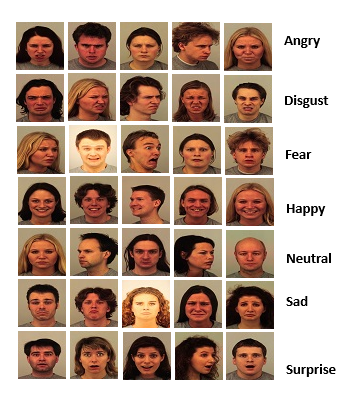 Angry
Disgust
Fear
Happy
Neutral
Sad
Surprise